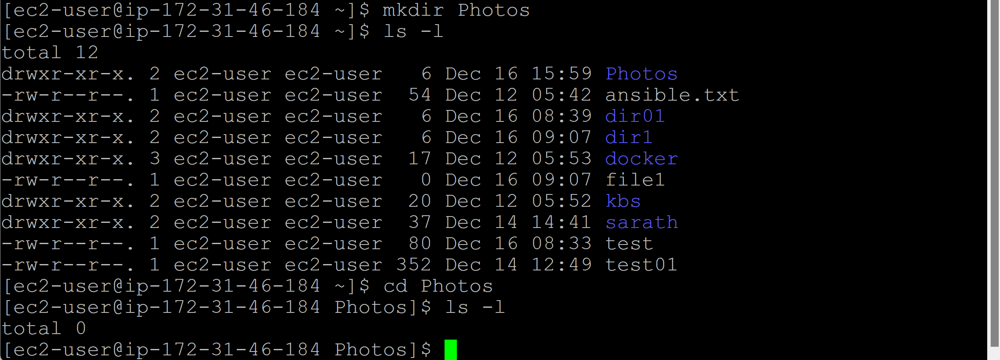 [ec2-user@ip-172-31-46-184 ~]$ mkdir Photos
[ec2-user@ip-172-31-46-184 ~]$ ls -l
total 12
drwxr-xr-x. 2 ec2-user ec2-user   6 Dec 16 15:59 Photos
-rw-r--r--. 1 ec2-user ec2-user  54 Dec 12 05:42 ansible.txt
drwxr-xr-x. 2 ec2-user ec2-user   6 Dec 16 08:39 dir01
drwxr-xr-x. 2 ec2-user ec2-user   6 Dec 16 09:07 dir1
drwxr-xr-x. 3 ec2-user ec2-user  17 Dec 12 05:53 docker
-rw-r--r--. 1 ec2-user ec2-user   0 Dec 16 09:07 file1
drwxr-xr-x. 2 ec2-user ec2-user  20 Dec 12 05:52 kbs
drwxr-xr-x. 2 ec2-user ec2-user  37 Dec 14 14:41 sarath
-rw-r--r--. 1 ec2-user ec2-user  80 Dec 16 08:33 test
-rw-r--r--. 1 ec2-user ec2-user 352 Dec 14 12:49 test01
[ec2-user@ip-172-31-46-184 ~]$ cd Photos
[ec2-user@ip-172-31-46-184 Photos]$ ls -l
total 0
[ec2-user@ip-172-31-46-184 Photos]$